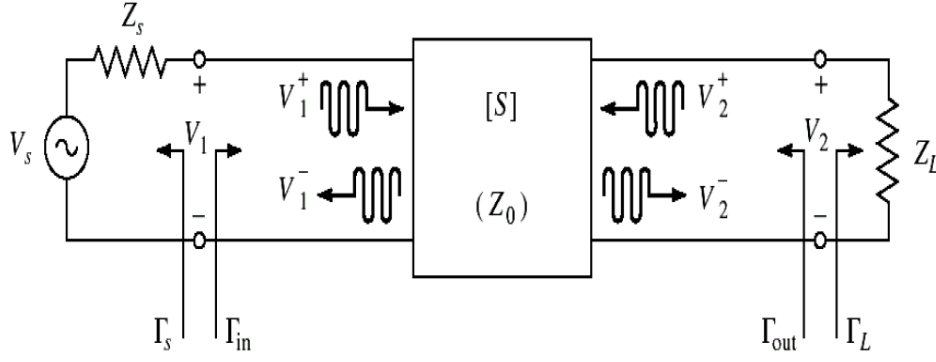 Z_s
+ V_1^+ [S] V_2^+ +
V_s V_1 V_2 Z_L
− V_1^- (Z_0) V_2^- −
Γ_s Γ_in Γ_out Γ_L